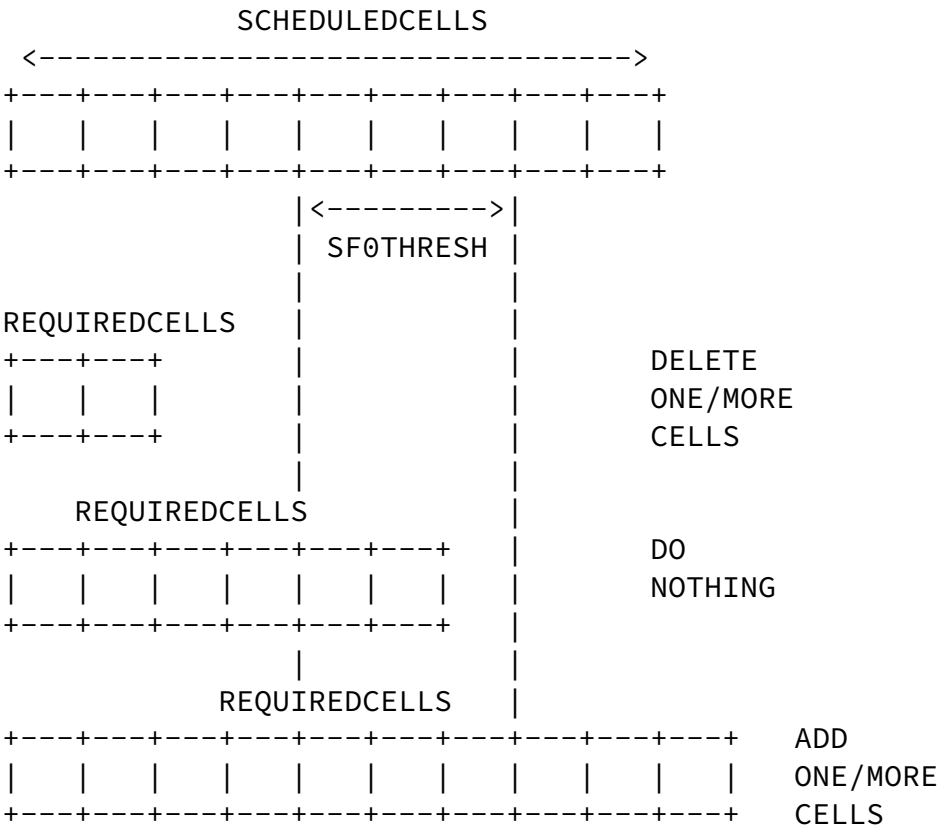 SCHEDULEDCELLS
<--------------------------------->
+---+---+---+---+---+---+---+---+---+
|   |   |   |   |   |   |   |   |   |
+---+---+---+---+---+---+---+---+---+
|<--------->|
| SF0THRESH |
|           |
REQUIREDCELLS   |           |
+---+---+       |           |       DELETE
|   |   |       |           |       ONE/MORE
+---+---+       |           |       CELLS
|           |
REQUIREDCELLS           |
+---+---+---+---+---+---+   |       DO
|   |   |   |   |   |   |   |       NOTHING
+---+---+---+---+---+---+   |
|           |
REQUIREDCELLS   |
+---+---+---+---+---+---+---+---+---+---+   ADD
|   |   |   |   |   |   |   |   |   |   |   ONE/MORE
+---+---+---+---+---+---+---+---+---+---+   CELLS